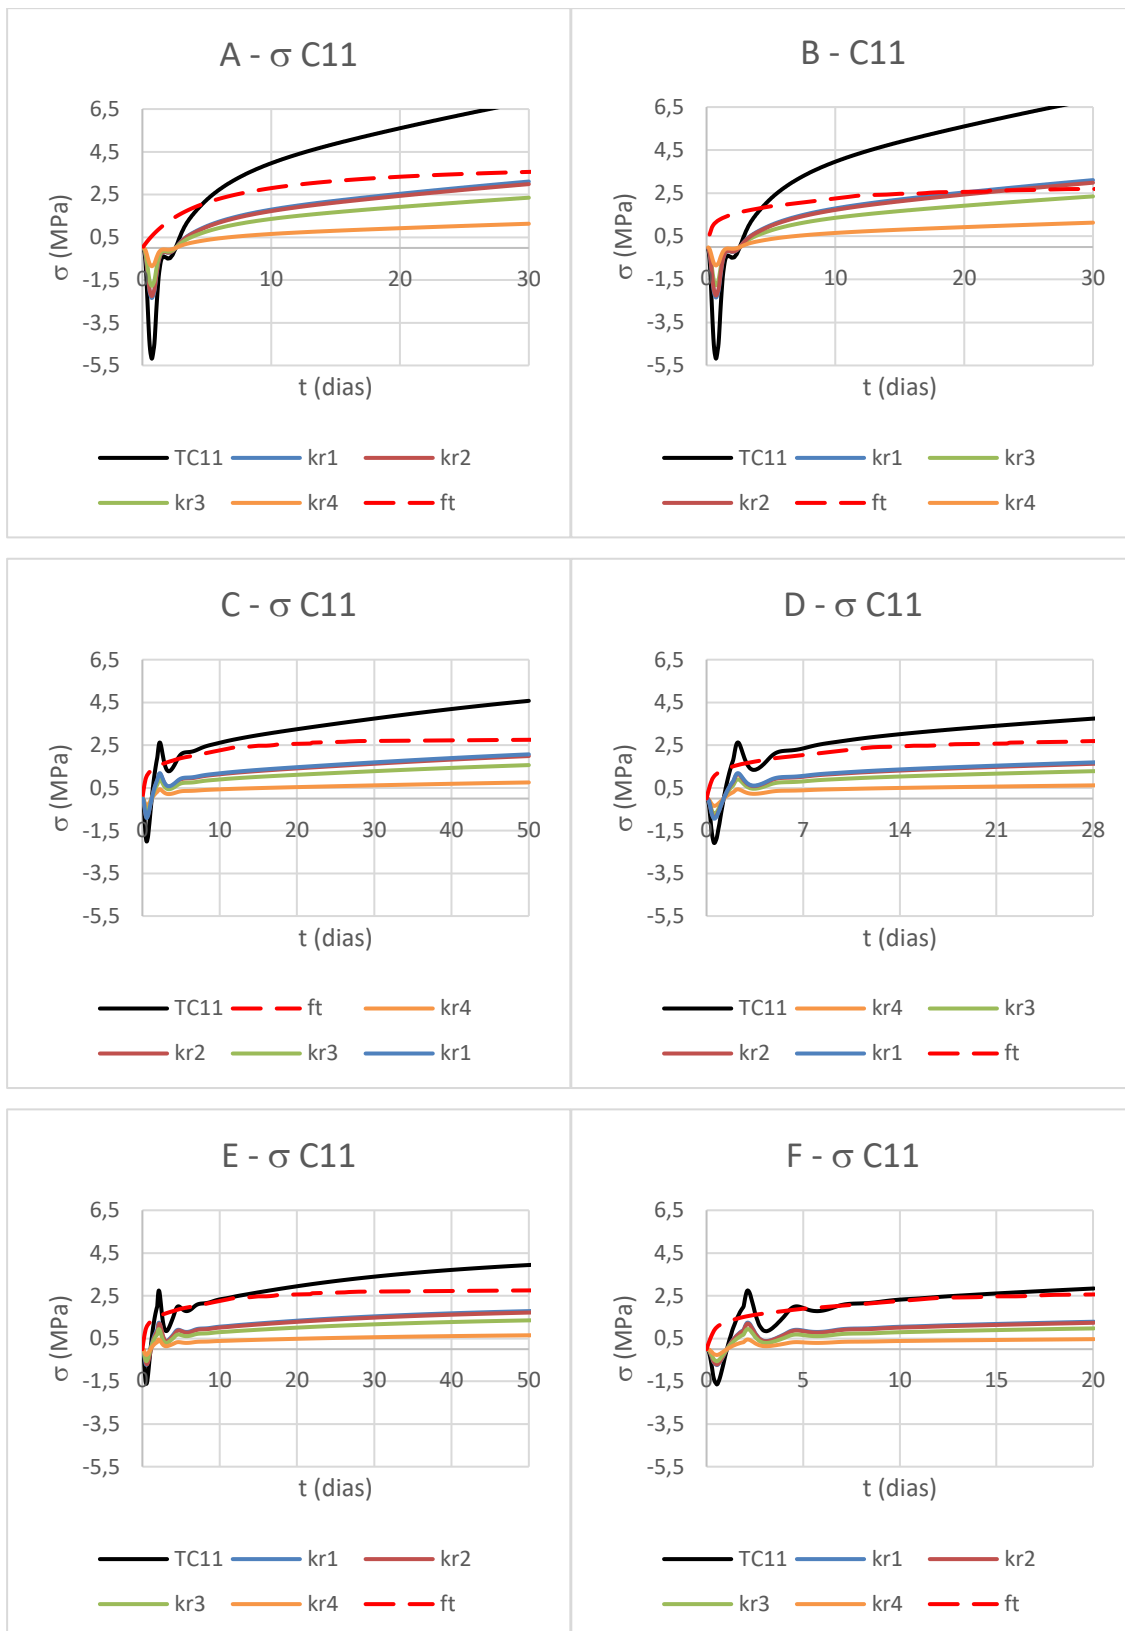 A - σ C11
6,5
4,5
2,5
0,5
-1,5
-3,5
-5,5
0
10
20
30
σ (MPa)
t (dias)
TC11
kr1
kr2
kr3
kr4
ft
B - C11
6,5
4,5
2,5
0,5
-1,5
-3,5
-5,5
0
10
20
30
σ (MPa)
t (dias)
TC11
kr1
kr3
kr2
ft
kr4
C - σ C11
6,5
4,5
2,5
0,5
-1,5
-3,5
-5,5
0
10
20
30
40
50
σ (MPa)
t (dias)
TC11
ft
kr4
kr2
kr3
kr1
D - σ C11
6,5
4,5
2,5
0,5
-1,5
-3,5
-5,5
0
7
14
21
28
σ (MPa)
t (dias)
TC11
kr4
kr3
kr2
kr1
ft
E - σ C11
6,5
4,5
2,5
0,5
-1,5
-3,5
-5,5
0
10
20
30
40
50
σ (MPa)
t (dias)
TC11
kr1
kr2
kr3
kr4
ft
F - σ C11
6,5
4,5
2,5
0,5
-1,5
-3,5
-5,5
0
5
10
15
20
σ (MPa)
t (dias)
TC11
kr1
kr2
kr3
kr4
ft